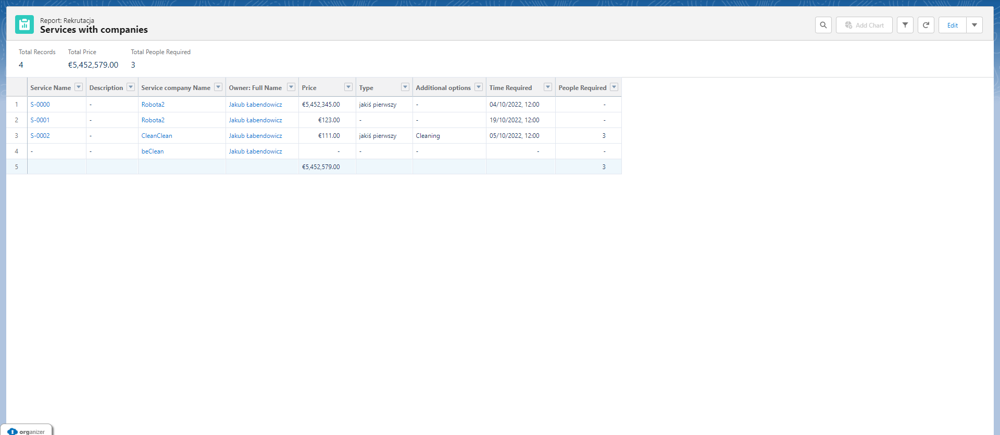 Report: Rekrutacja
Services with companies
Add Chart
Edit
Total Records Total Price Total People Required
4 €5,452,579.00 3
Service Name Description Service company Name Owner: Full Name Price Type Additional options Time Required People Required
1 S-0000 - Robota2 Jakub Łabendowicz €5,452,345.00 jakiś pierwszy - 04/10/2022, 12:00 -
2 S-0001 - Robota2 Jakub Łabendowicz €123.00 - - 19/10/2022, 12:00 -
3 S-0002 - CleanClean Jakub Łabendowicz €111.00 jakiś pierwszy Cleaning 05/10/2022, 12:00 3
4 - - beClean Jakub Łabendowicz - - - - -
5 €5,452,579.00 3
organizer